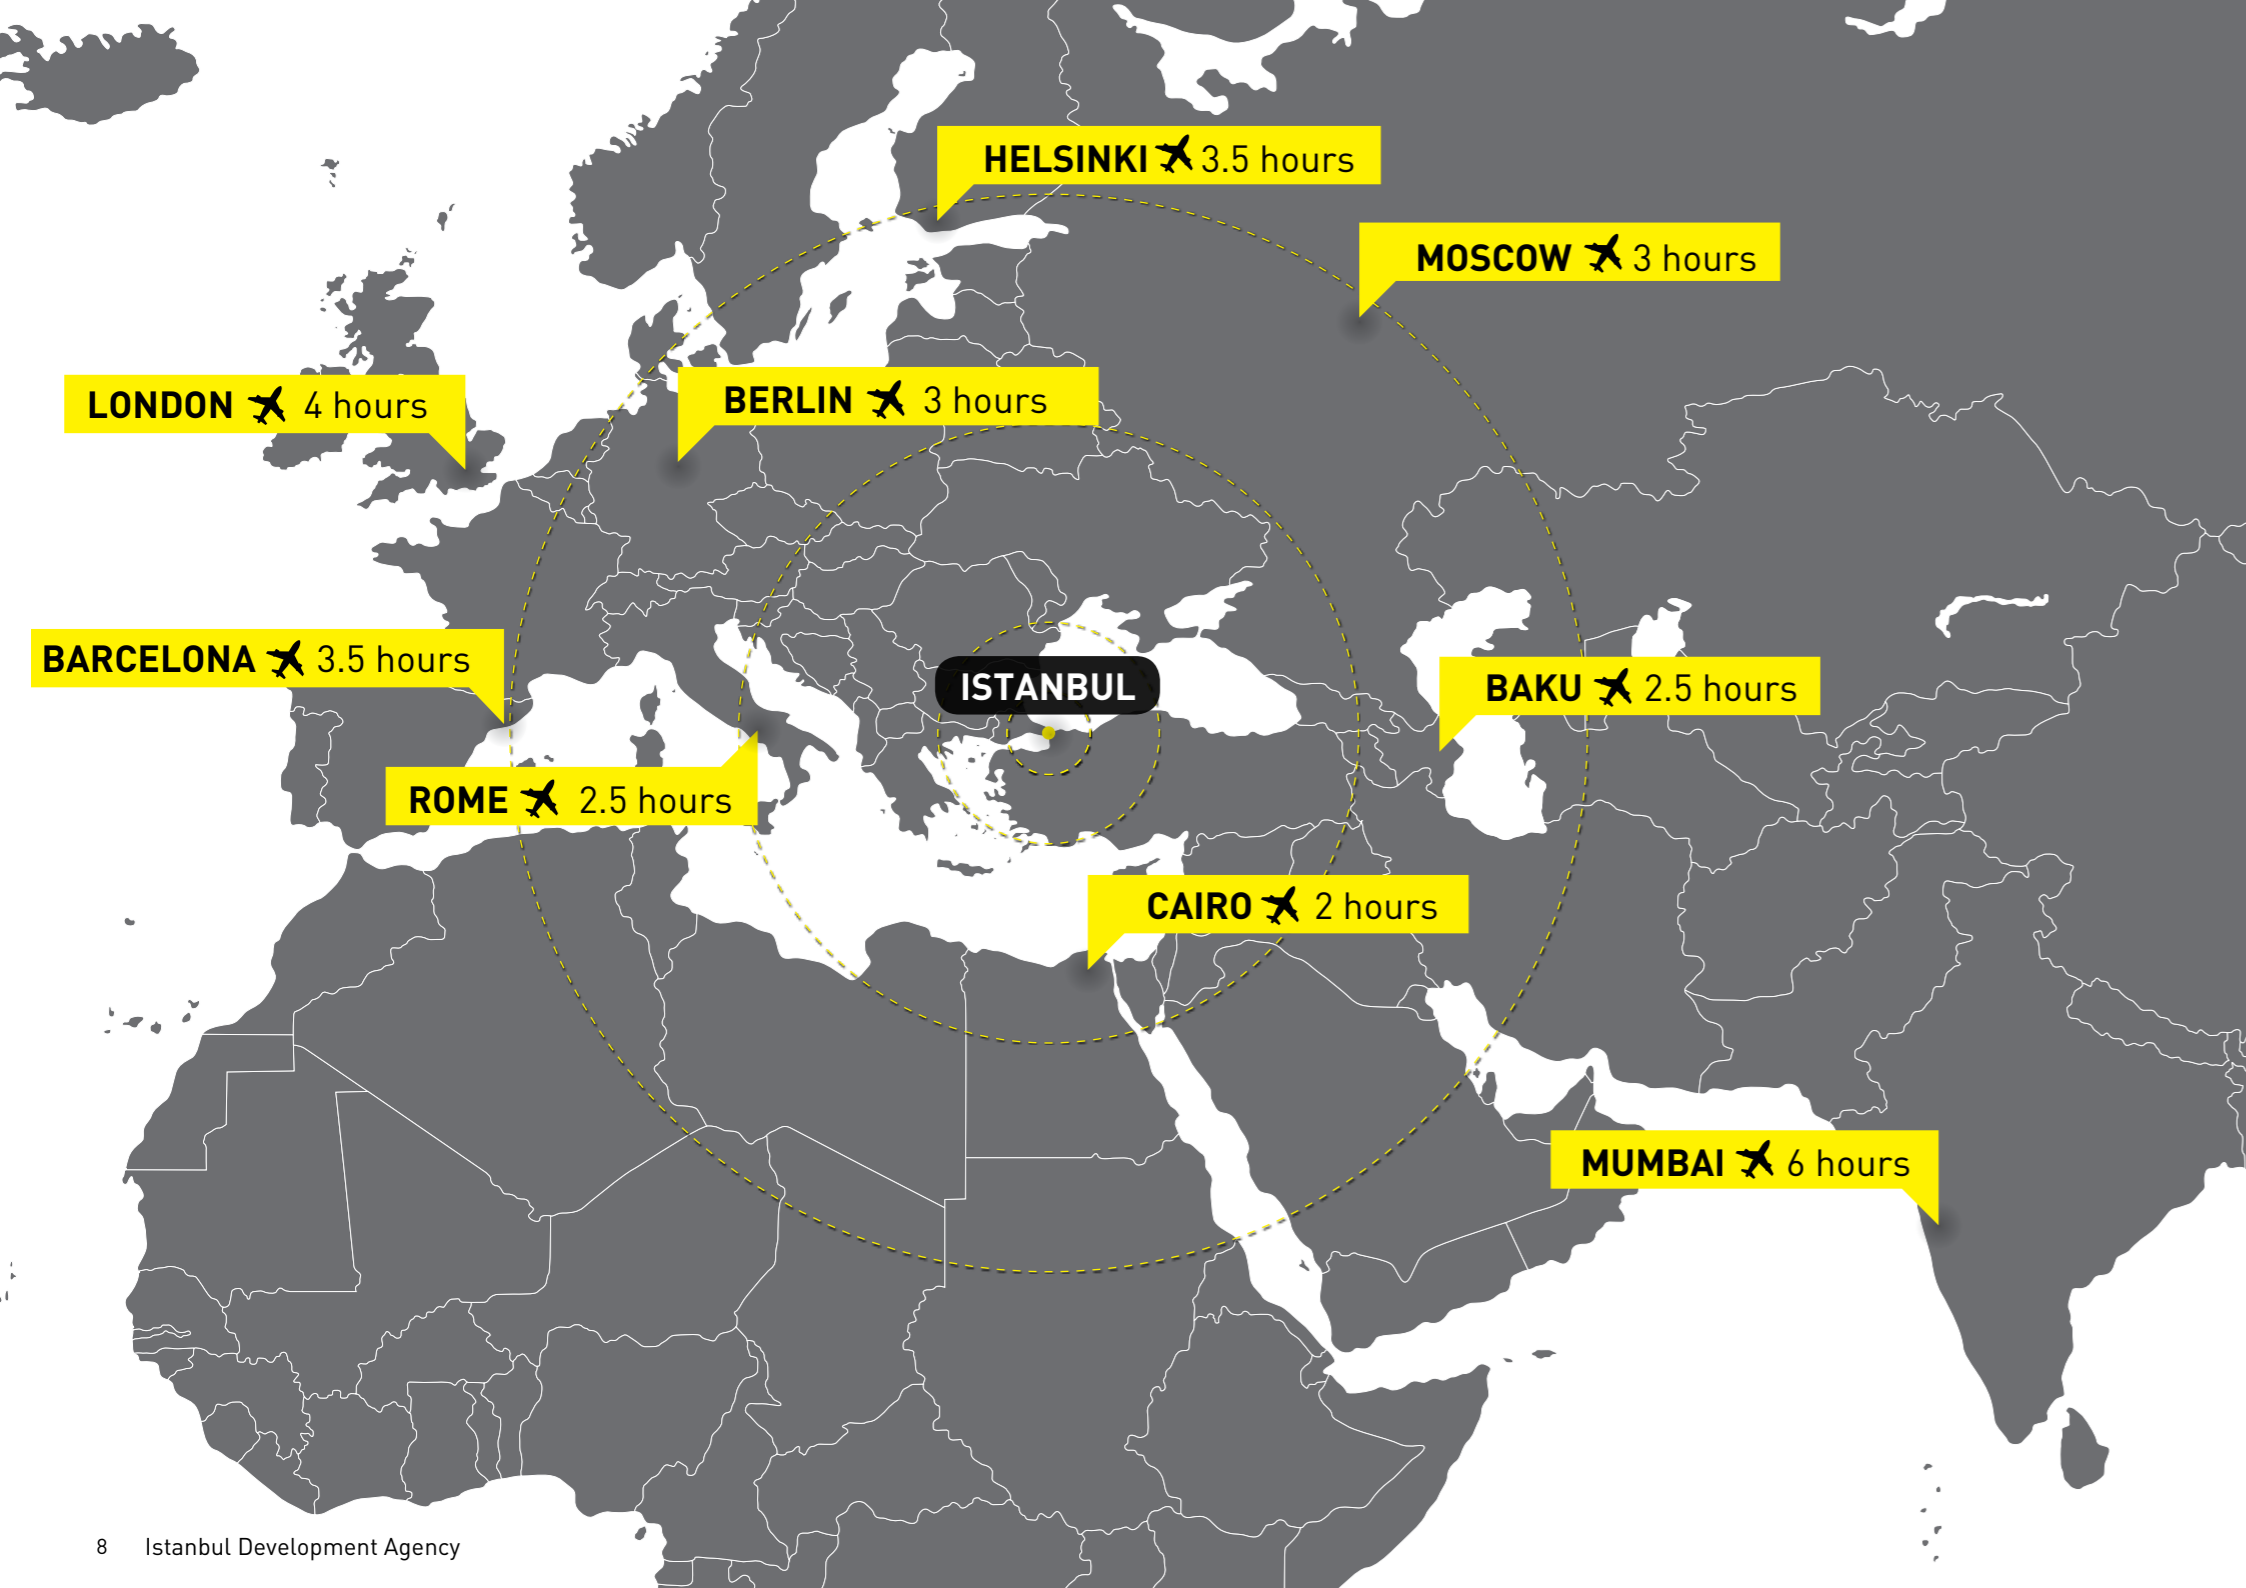 HELSINKI 3.5 hours
MOSCOW 3 hours
LONDON 4 hours
BERLIN 3 hours
BARCELONA 3.5 hours
ISTANBUL
BAKU 2.5 hours
ROME 2.5 hours
CAIRO 2 hours
MUMBAI 6 hours
8 Istanbul Development Agency